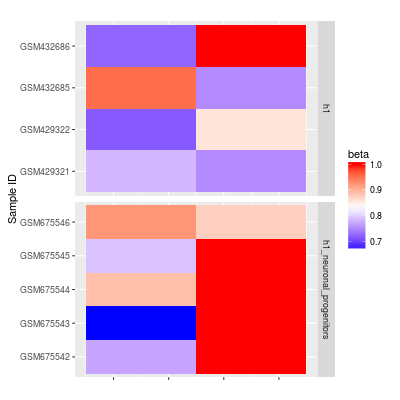 GSM432686
GSM432685
GSM429322
GSM429321
h1
GSM675546
GSM675545
GSM675544
GSM675543
GSM675542
h1_neuronal_progenitors
Sample ID
beta
1.0
0.9
0.8
0.7